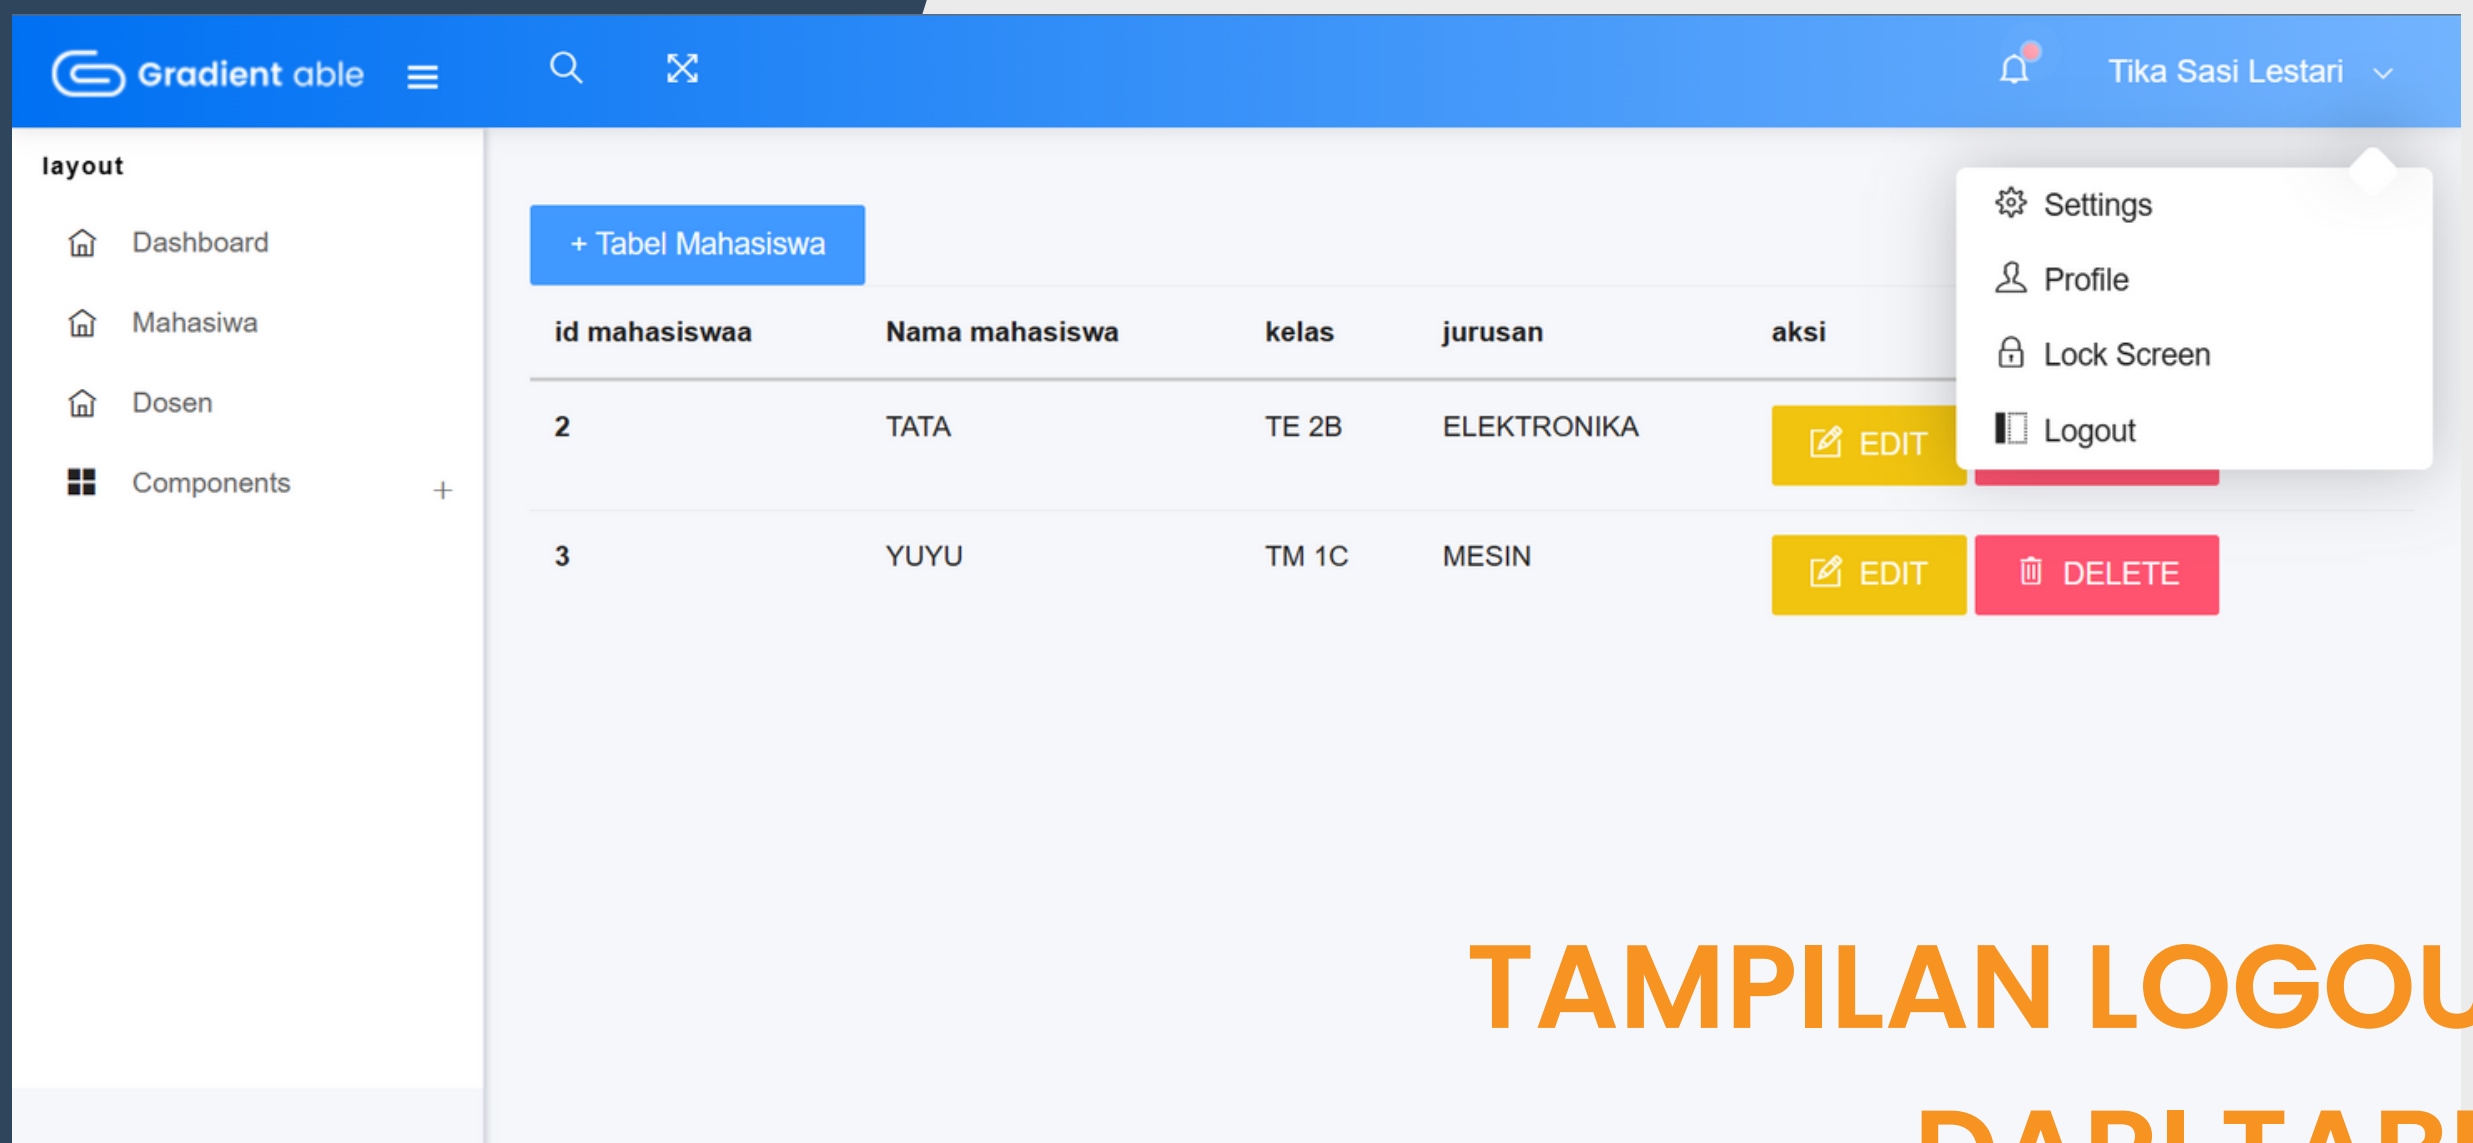 Gradient able
Tika Sasi Lestari
layout
Dashboard
Mahasiwa
Dosen
Components +
+ Tabel Mahasiswa
Settings
Profile
Lock Screen
Logout
id mahasiswaa Nama mahasiswa kelas jurusan aksi
2 TATA TE 2B ELEKTRONIKA EDIT
3 YUYU TM 1C MESIN EDIT DELETE
TAMPILAN LOGOU
DARI TAB